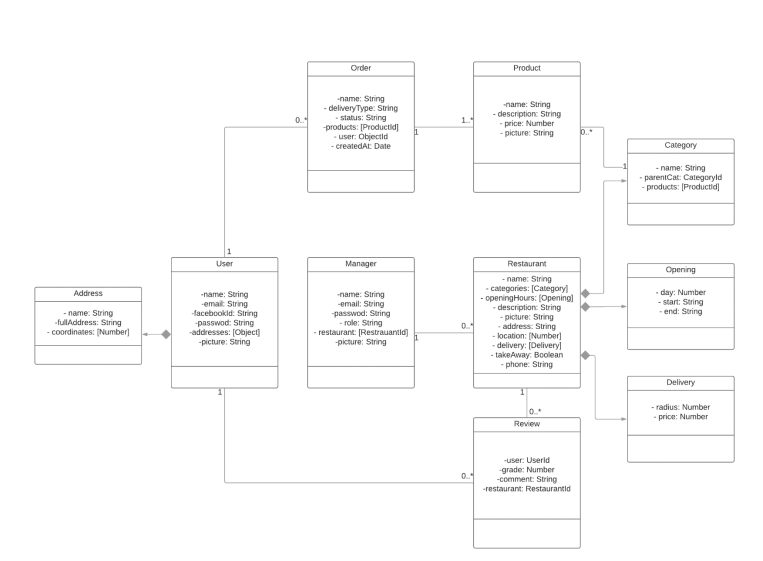 Order
-name: String
- deliveryType: String
- status: String
-products: [ProductId]
- user: ObjectId
- createdAt: Date
0..*
1
Product
-name: String
- description: String
- price: Number
- picture: String
1..*
0..*
Category
- name: String
- parentCat: CategoryId
- products: [ProductId]
1
1
User
-name: String
-email: String
-facebookId: String
-passwod: String
-addresses: [Object]
-picture: String
1
Manager
-name: String
-email: String
-passwod: String
- role: String
- restaurant: [RestrauantId]
-picture: String
1
0..*
Restaurant
- name: String
- categories: [Category]
- openingHours: [Opening]
- description: String
- picture: String
- address: String
- location: [Number]
- delivery: [Delivery]
- takeAway: Boolean
- phone: String
1
0..*
Opening
- day: Number
- start: String
- end: String
Address
- name: String
-fullAddress: String
- coordinates: [Number]
Delivery
- radius: Number
- price: Number
Review
-user: UserId
-grade: Number
-comment: String
-restaurant: RestaurantId
0..*